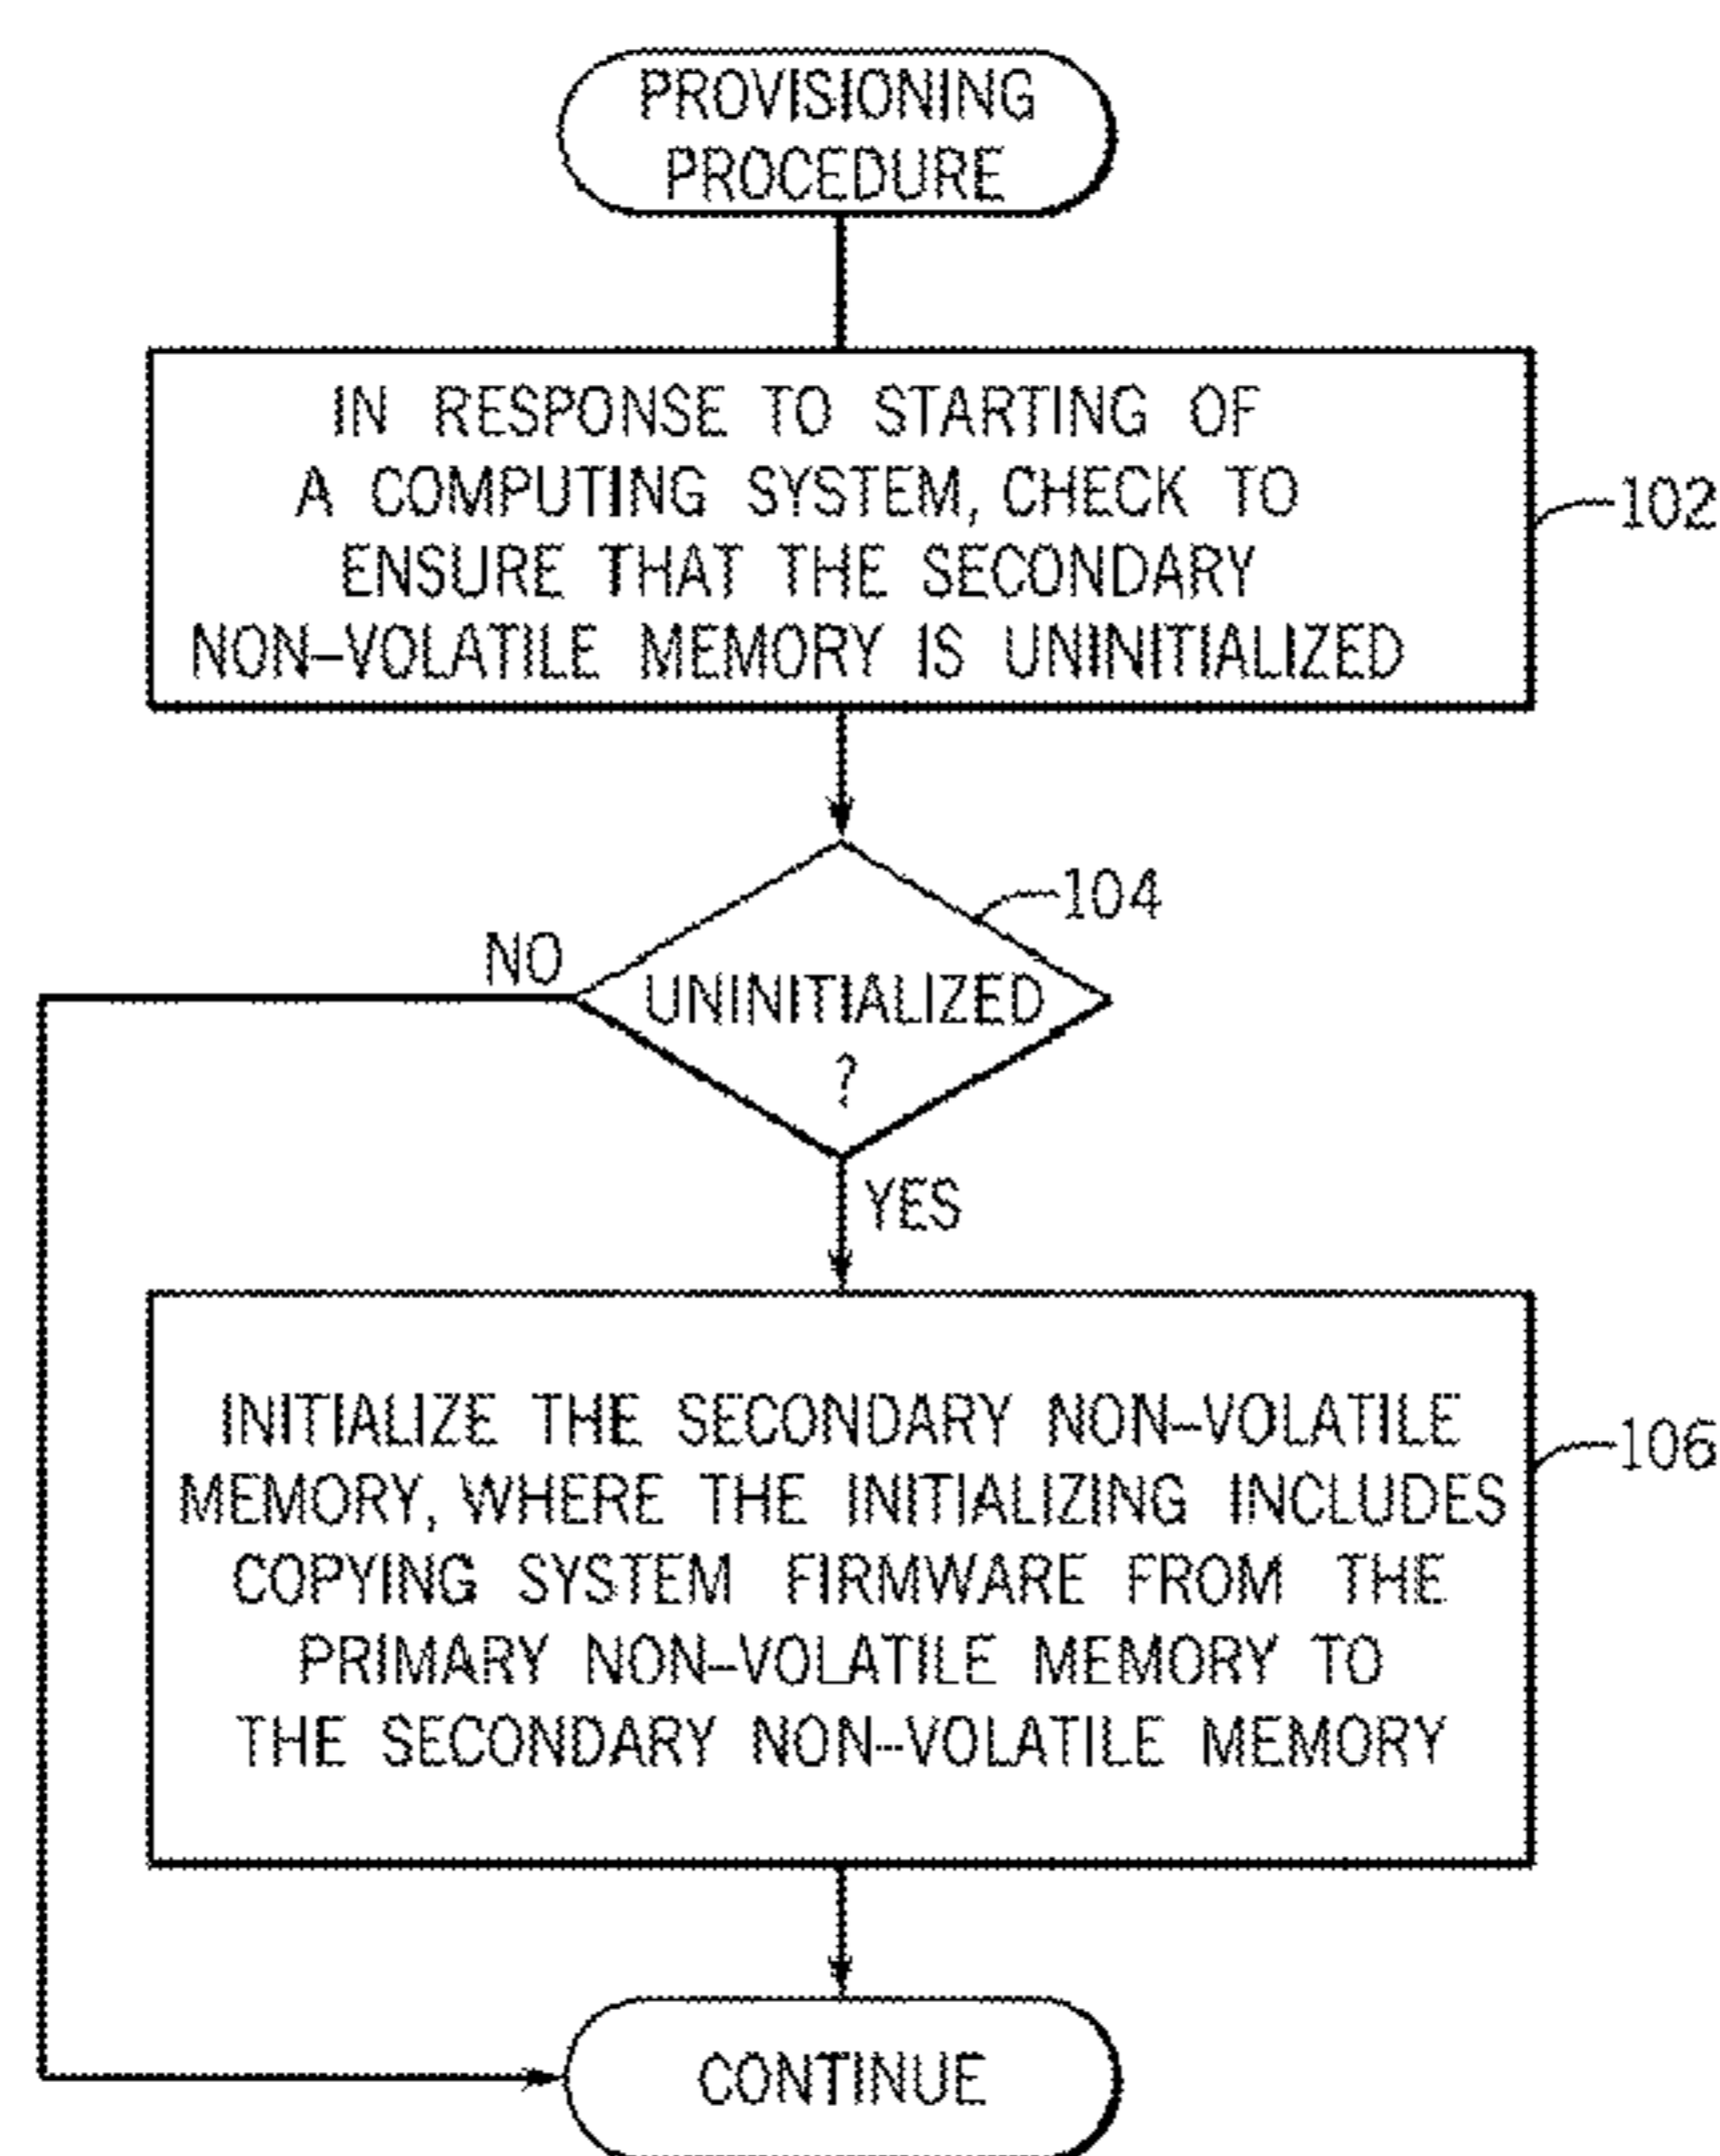 PROVISIONING
PROCEDURE
IN RESPONSE TO STARTING OF
A COMPUTING SYSTEM, CHECK TO
ENSURE THAT THE SECONDARY
NON-VOLATILE MEMORY IS UNINITIALIZED
102
104
NO
UNINITIALIZED
?
YES
INITIALIZE THE SECONDARY NON-VOLATILE
MEMORY, WHERE THE INITIALIZING INCLUDES
COPYING SYSTEM FIRMWARE FROM THE
PRIMARY NON-VOLATILE MEMORY TO
THE SECONDARY NON-VOLATILE MEMORY
106
CONTINUE